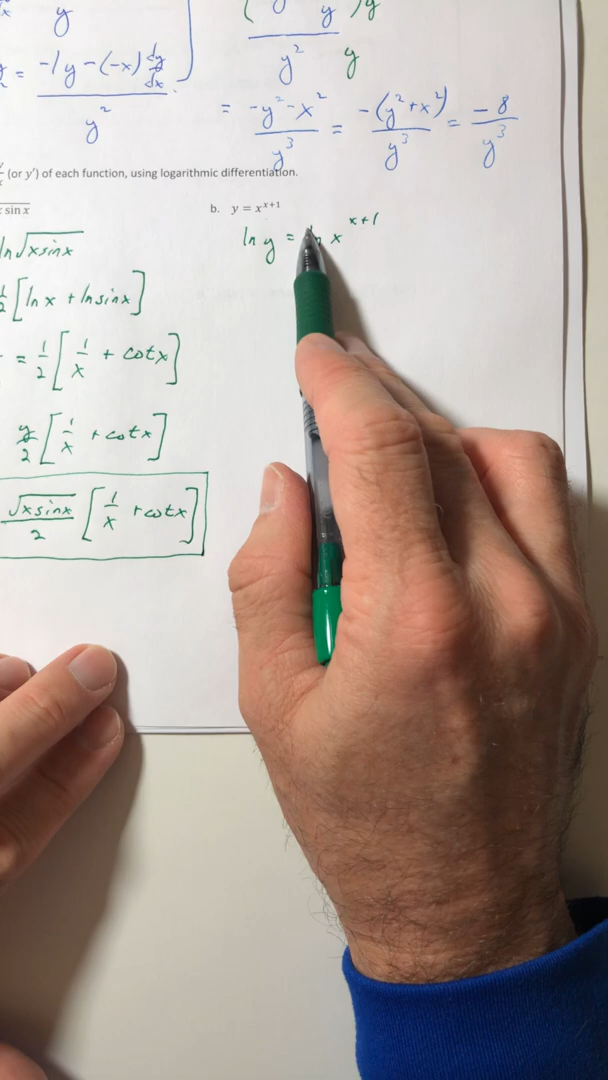 y
-1y-(-x) dy/dx
y²
y
y² y
= -y²-x² / y³ = -(y²+x²) / y³ = -8 / y³
(or y') of each function, using logarithmic differentiation.
sin x
b. y = x^(x+1)
ln√(x sin x)
ln y = ln x^(x+1)
[ln x + ln sin x]
= 1/2 [1/x + cot x]
y/2 [1/x + cot x]
√(x sin x) / 2 [1/x + cot x]